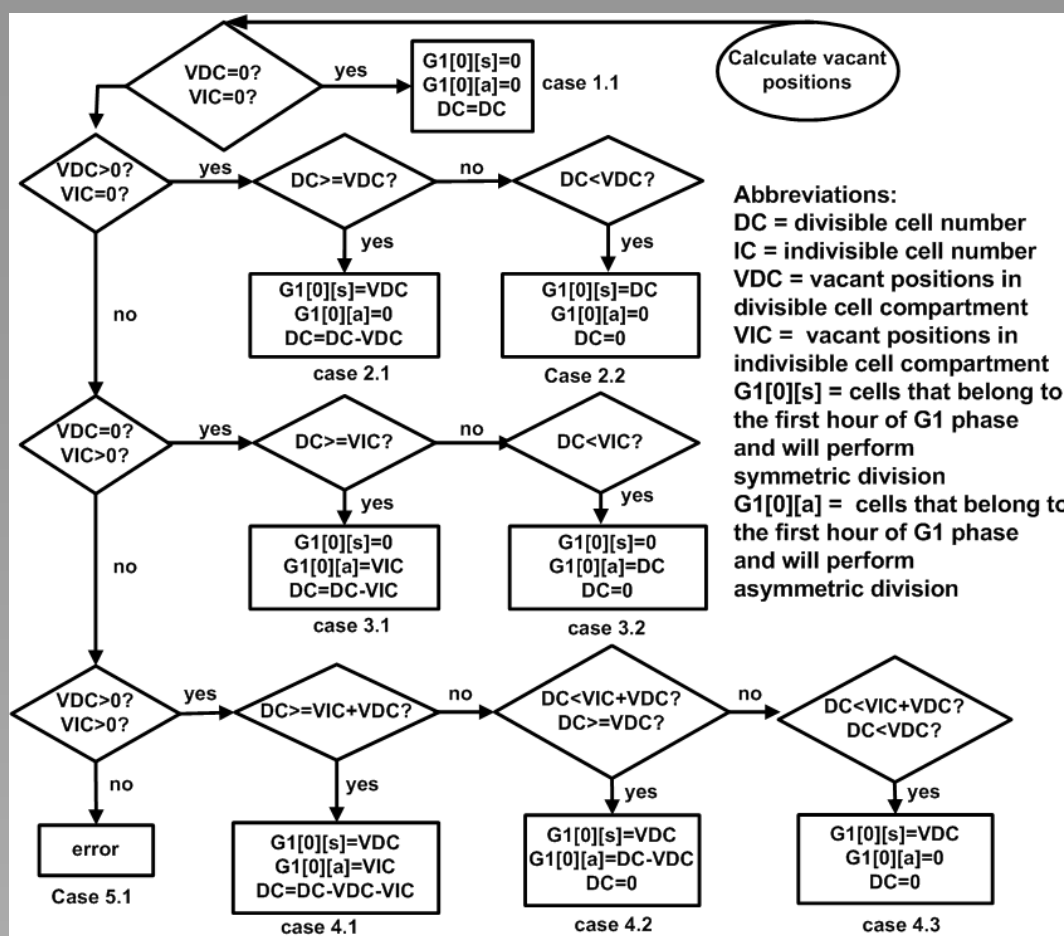 Calculate vacant
positions
VDC=0?
VIC=0?
yes
G1[0][s]=0
G1[0][a]=0
DC=DC
case 1.1
VDC>0?
VIC=0?
yes
DC>=VDC?
no
DC<VDC?
yes
yes
G1[0][s]=VDC
G1[0][a]=0
DC=DC-VDC
case 2.1
G1[0][s]=DC
G1[0][a]=0
DC=0
Case 2.2
no
VDC=0?
VIC>0?
yes
DC>=VIC?
no
DC<VIC?
yes
yes
G1[0][s]=0
G1[0][a]=VIC
DC=DC-VIC
case 3.1
G1[0][s]=0
G1[0][a]=DC
DC=0
case 3.2
no
VDC>0?
VIC>0?
yes
DC>=VIC+VDC?
no
DC<VIC+VDC?
DC>=VDC?
no
DC<VIC+VDC?
DC<VDC?
no
error
Case 5.1
yes
G1[0][s]=VDC
G1[0][a]=VIC
DC=DC-VDC-VIC
case 4.1
yes
G1[0][s]=VDC
G1[0][a]=DC-VDC
DC=0
case 4.2
yes
G1[0][s]=VDC
G1[0][a]=0
DC=0
case 4.3
Abbreviations:
DC = divisible cell number
IC = indivisible cell number
VDC = vacant positions in
divisible cell compartment
VIC = vacant positions in
indivisible cell compartment
G1[0][s] = cells that belong to
the first hour of G1 phase
and will perform
symmetric division
G1[0][a] = cells that belong to
the first hour of G1 phase
and will perform
asymmetric division